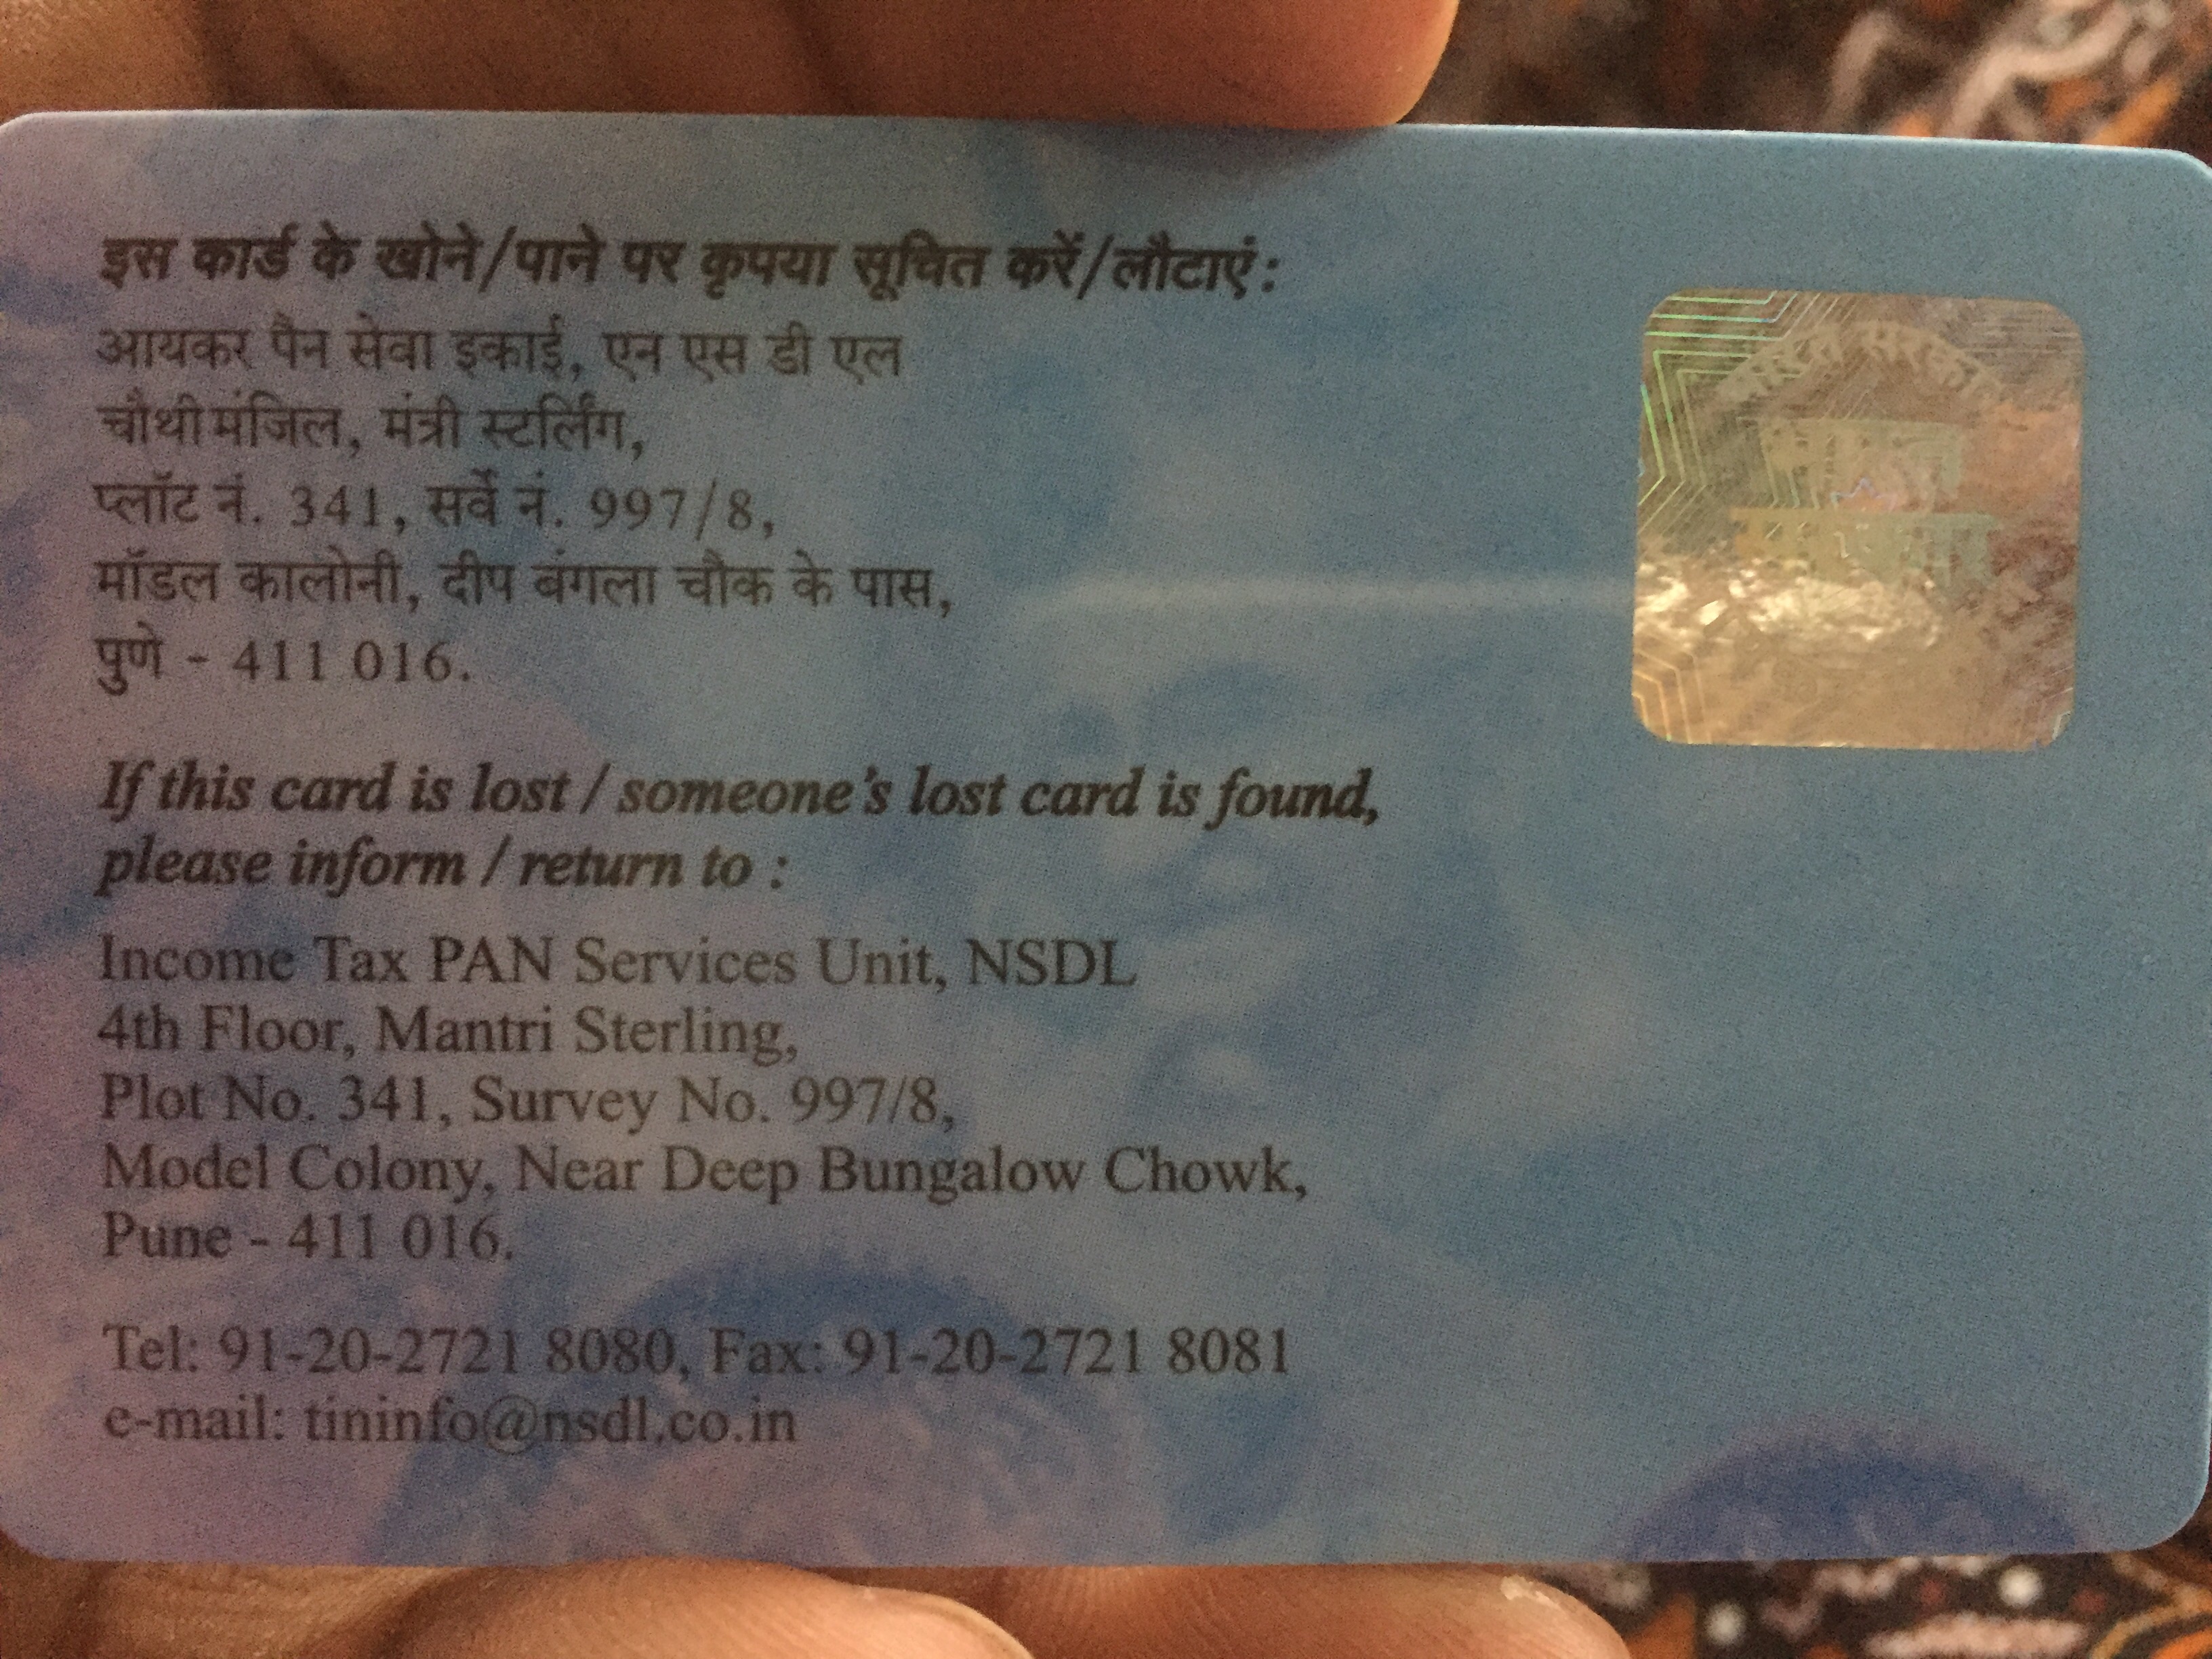 इस कार्ड के खोने/पाने पर कृपया सूचित करें/लौटाएं:
आयकर पैन सेवा इकाई, एन एस डी एल
चौथी मंजिल, मंत्री स्टर्लिंग,
प्लॉट नं. 341, सर्वे नं. 997/8,
मॉडल कालोनी, दीप बंगला चौक के पास,
पुणे - 411 016.
If this card is lost / someone's lost card is found,
please inform / return to :
Income Tax PAN Services Unit, NSDL
4th Floor, Mantri Sterling,
Plot No. 341, Survey No. 997/8,
Model Colony, Near Deep Bungalow Chowk,
Pune - 411 016.
Tel: 91-20-2721 8080, Fax: 91-20-2721 8081
e-mail: tininfo@nsdl.co.in
भारत सरकार